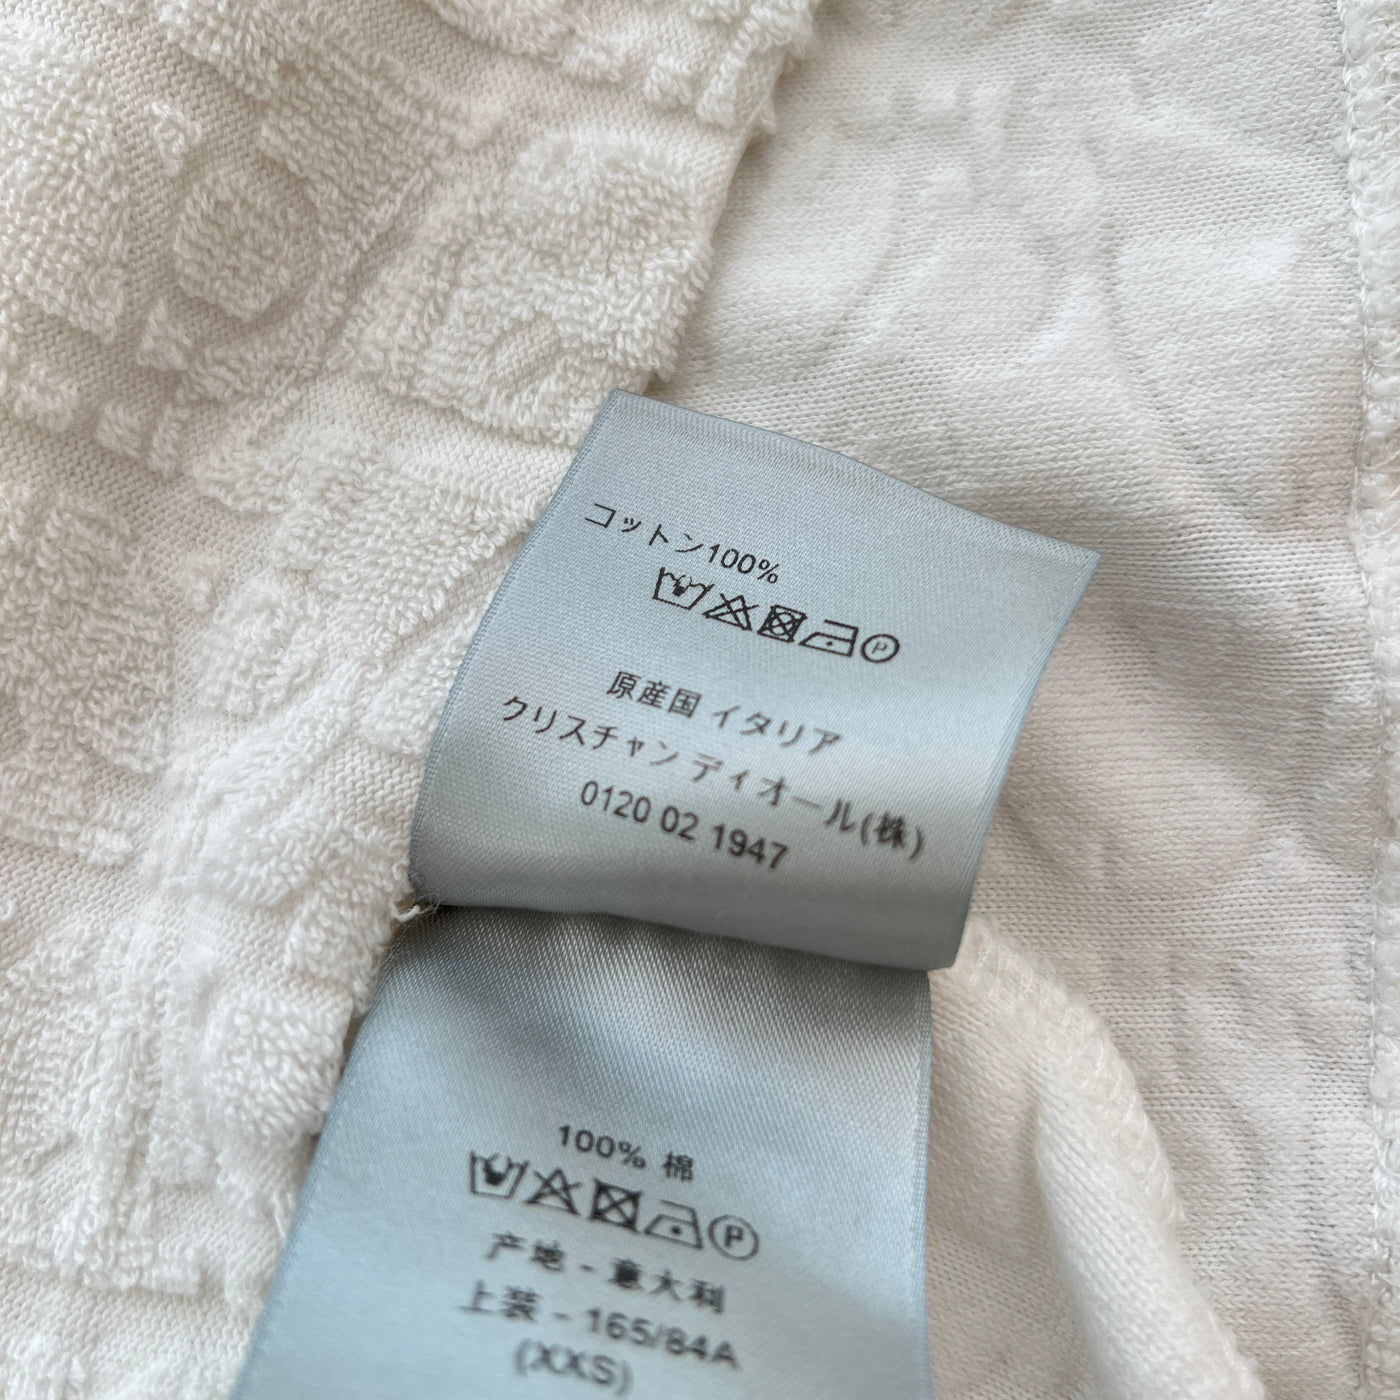 コットン100%
P
原産国 イタリア
クリスチャン ディオール(株)
0120 02 1947
100% 棉
P
产地 - 意大利
上装 - 165/84A
(XXS)